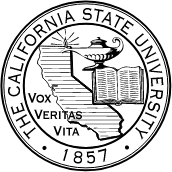 THE CALIFORNIA STATE UNIVERSITY
VOX
VERITAS
VITA
· 1857 ·